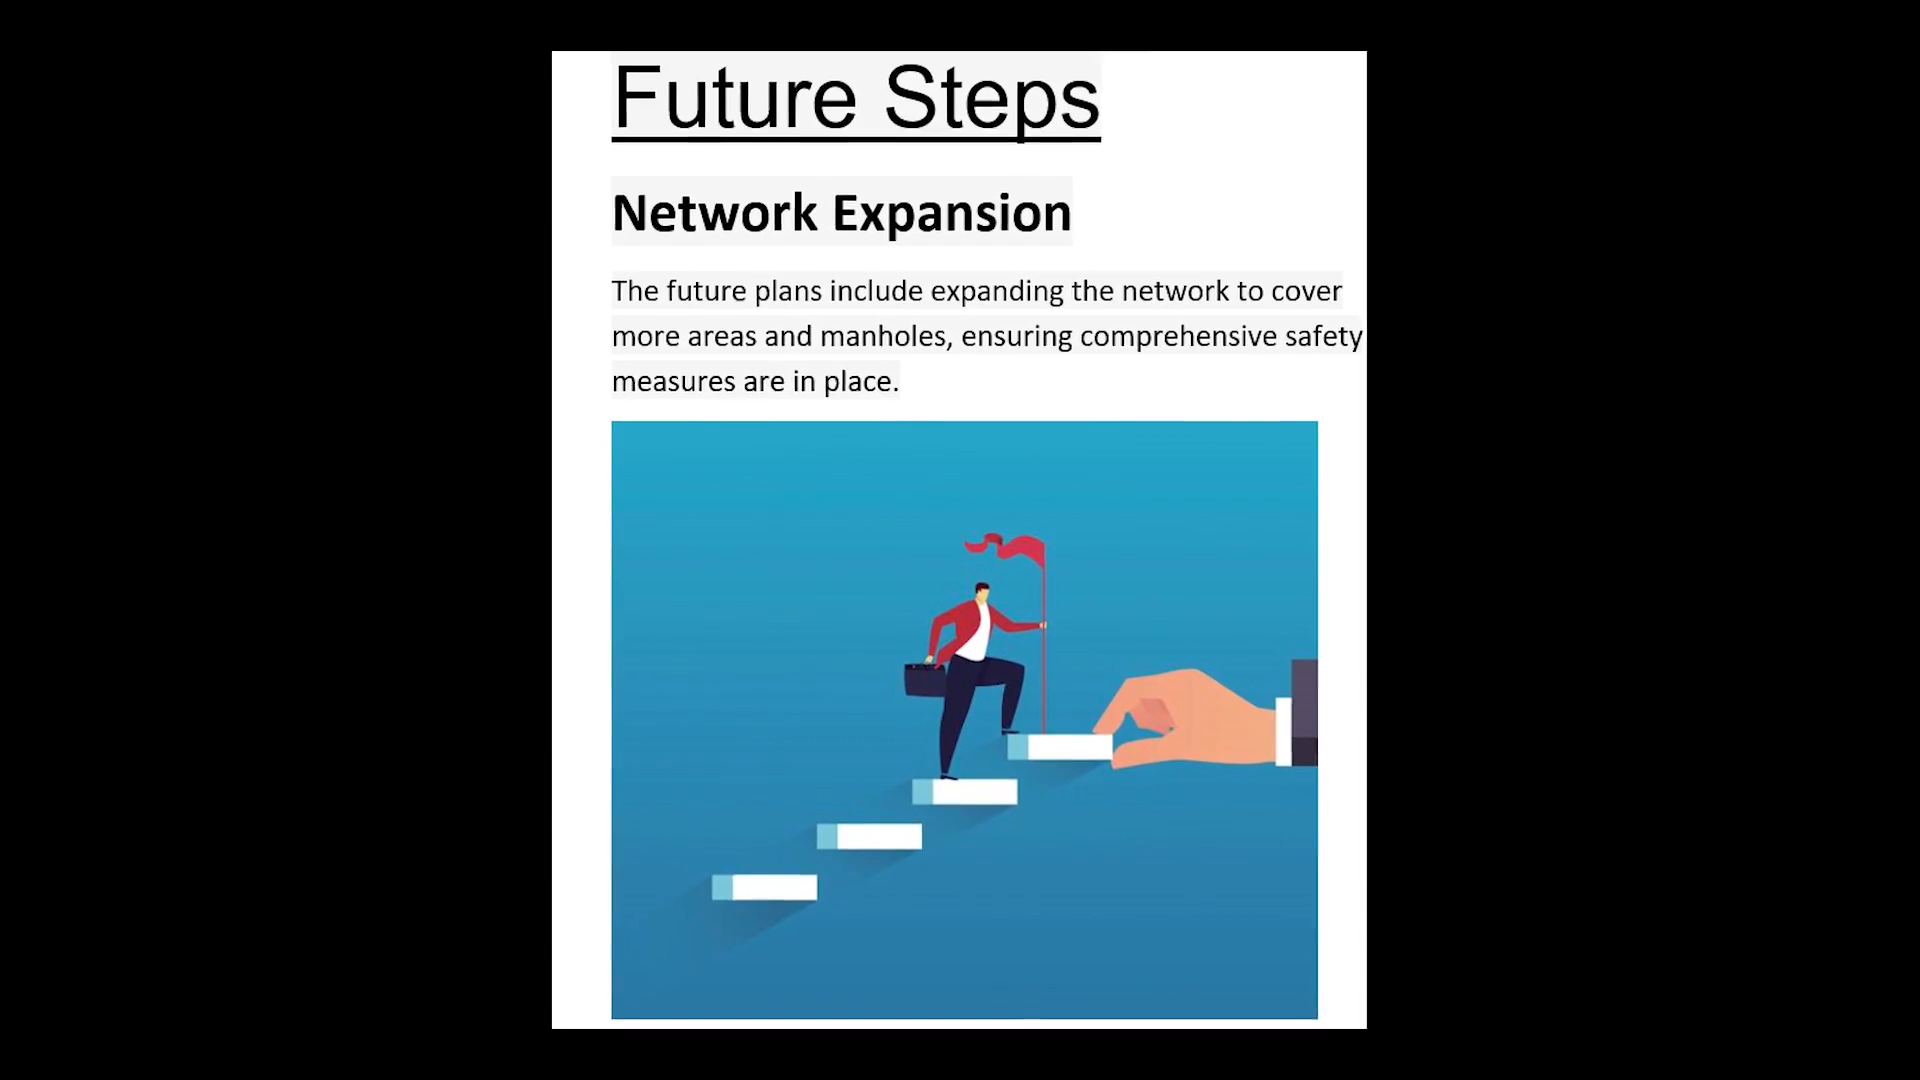 Future Steps
Network Expansion
The future plans include expanding the network to cover
more areas and manholes, ensuring comprehensive safety
measures are in place.